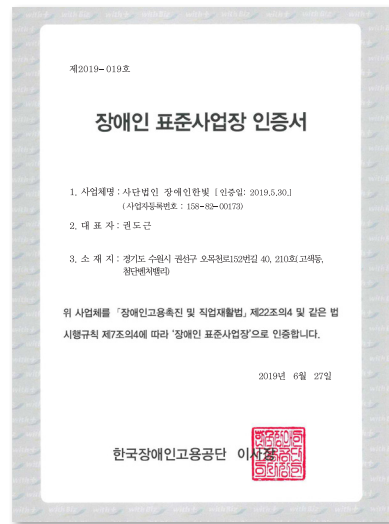 제2019-019호
장애인 표준사업장 인증서
1. 사업체명 : 사단법인 장애인한빛 [인증일: 2019.5.30.]
(사업자등록번호 : 158-82-00173)
2. 대 표 자 : 권도근
3. 소 재 지 : 경기도 수원시 권선구 오목천로152번길 40, 210호(고색동,
첨단벤처밸리)
위 사업체를 「장애인고용촉진 및 직업재활법」 제22조의4 및 같은 법
시행규칙 제7조의4에 따라 '장애인 표준사업장'으로 인증합니다.
2019년 6월 27일
한국장애인고용공단 이사장